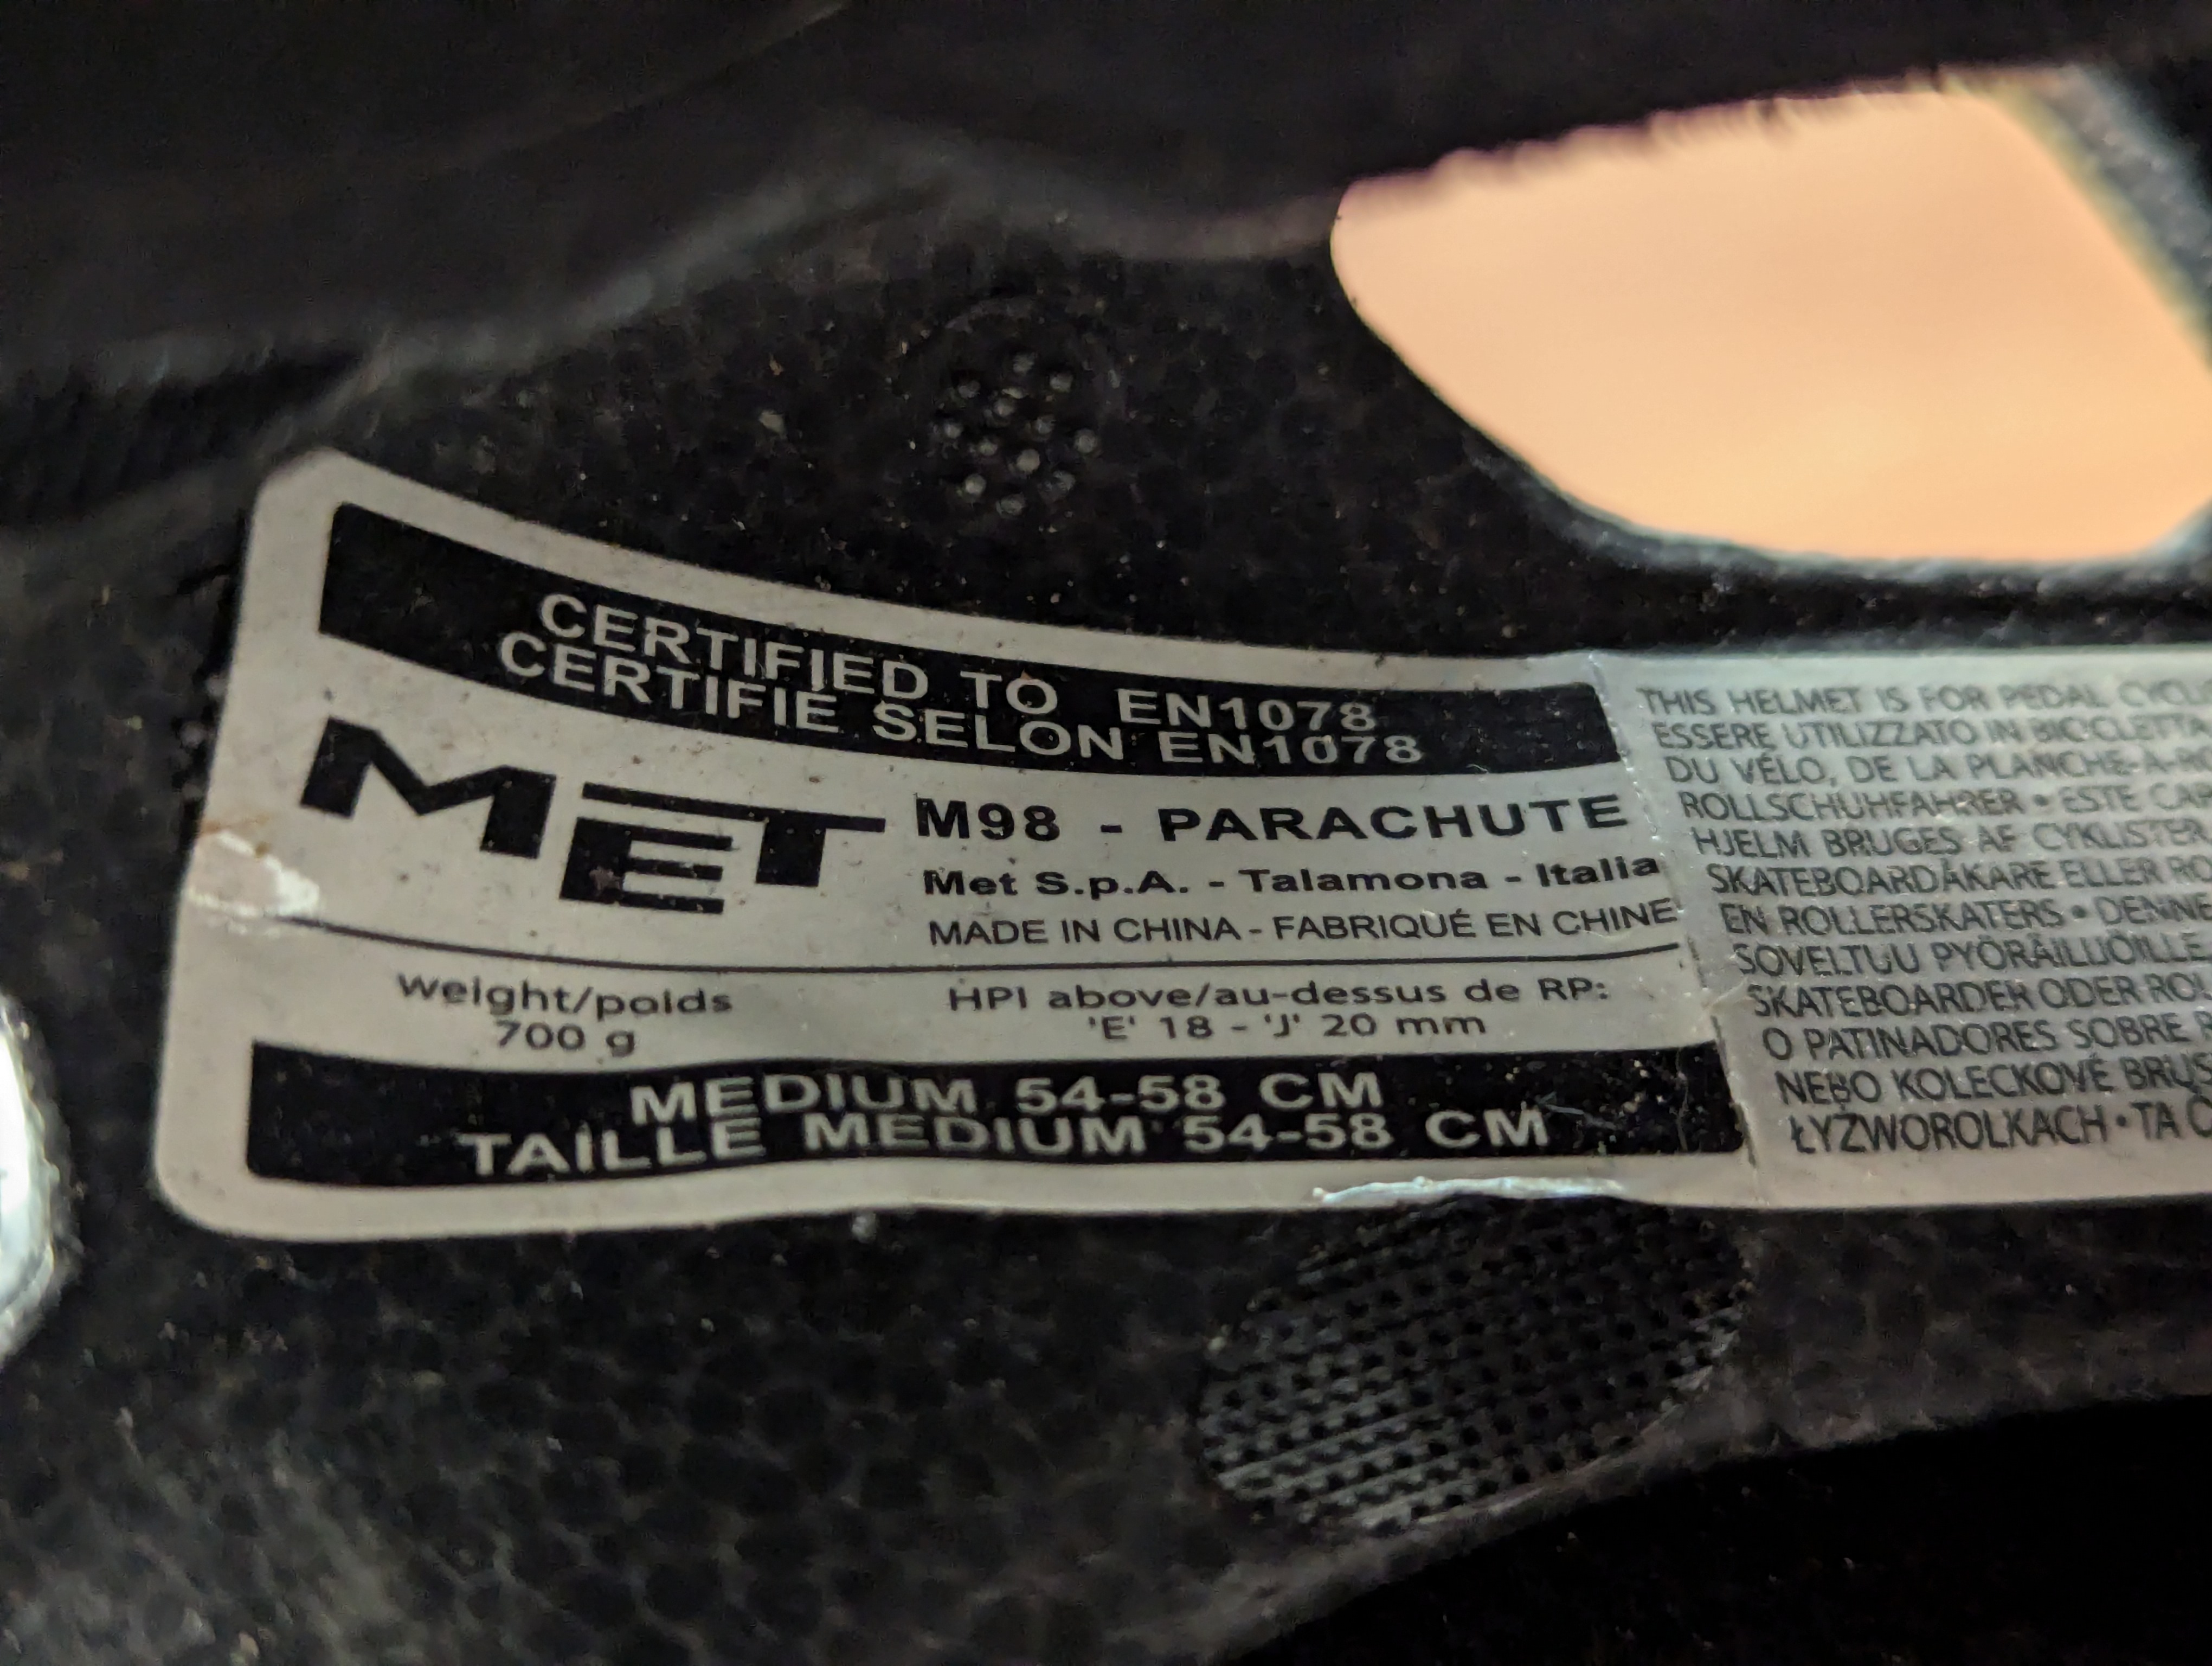 CERTIFIED TO EN1078
CERTIFIÉ SELON EN1078
MET
M98 - PARACHUTE
Met S.p.A. - Talamona - Italia
MADE IN CHINA - FABRIQUÉ EN CHINE
weight/poids
700 g
HPI above/au-dessus de RP:
'E' 18 - 'J' 20 mm
MEDIUM 54-58 CM
TAILLE MEDIUM 54-58 CM
THIS HELMET IS FOR PEDAL
ESSERE UTILIZZATO IN BICICLETTA
DU VÉLO, DE LA PLANCHE-À-
ROLLSCHUHFAHRER • ESTE
HJELM BRUGES AF CYKLISTER
SKATEBOARDÅKARE ELLER
EN ROLLERSKATERS •
SOVELTUU PYÖRÄILIJÖILLE
SKATEBOARDER ODER
O PATINADORES SOBRE
NEBO KOLECKOVÉ
ŁYŻWOROLKACH • TA